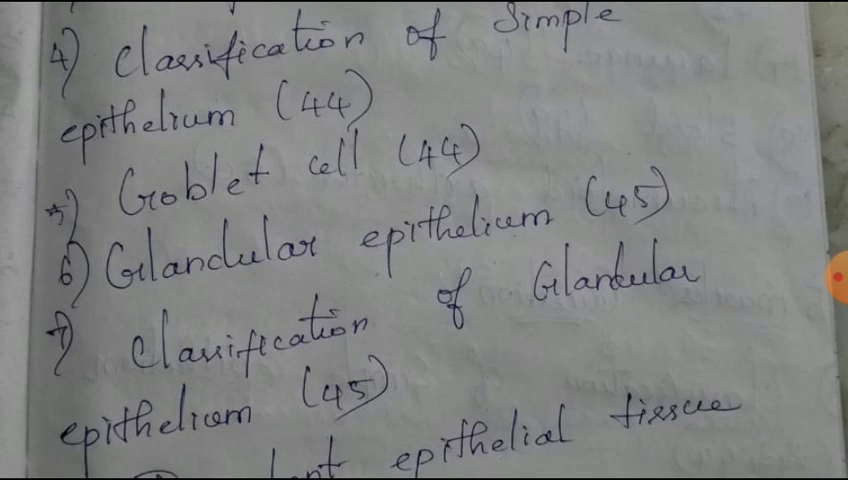 4) Classification of Simple
epithelium (44)
5) Goblet cell (44)
6) Glandular epithelium (45)
7) Classification of Glandular
epithelium (45)
epithelial tissue